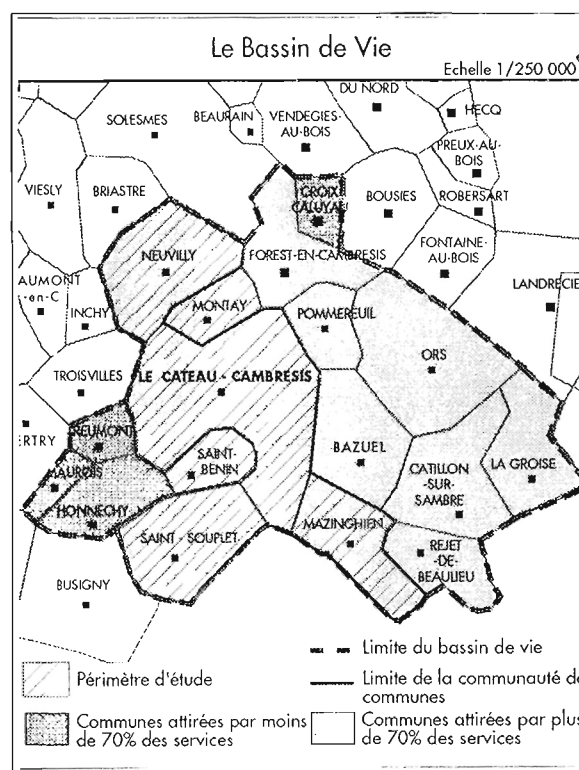 Le Bassin de Vie
Echelle 1/250 000
DU NORD
HECQ
SOLESMES
BEAURAIN
VENDEGIES-
AU-BOIS
PREUX-AU-
BOIS
VIESLY
BRIASTRE
CROIX
CALUYAU
BOUSIES
ROBERSART
NEUVILLY
FOREST-EN-CAMBRESIS
FONTAINE-
AU-BOIS
AUMONT
-en-C
INCHY
MONTAY
POMMEREUIL
LANDRECIE
TROISVILLES
LE CATEAU-CAMBRESIS
ORS
ERTRY
REUMONT
SAINT-
BENIN
BAZUEL
CATILLON
-SUR-
SAMBRE
LA GROISE
MAUROIS
HONNECHY
SAINT SOUPLET
MAZINGHIEN
REJET
-DE-
BEAULIEU
BUSIGNY
Limite du bassin de vie
Périmètre d'étude
Limite de la communauté de
communes
Communes attirées par moins
de 70% des services
Communes attirées par plus
de 70% des services